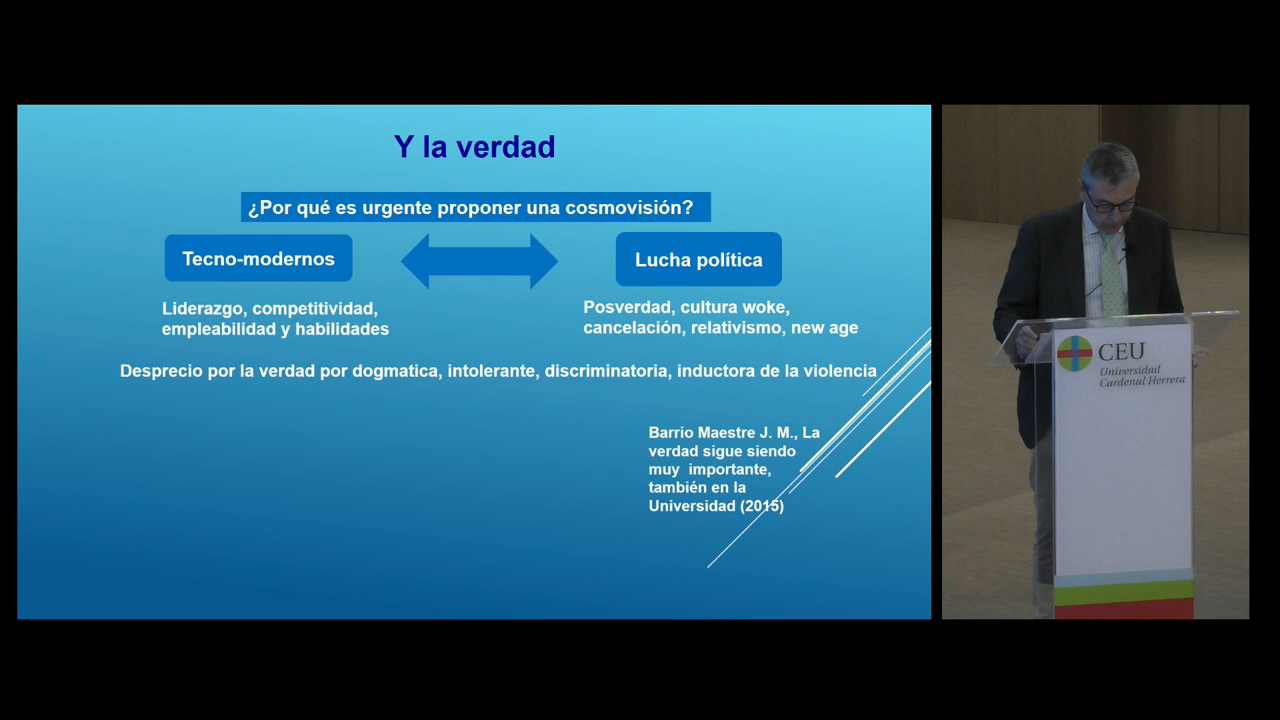 Y la verdad
¿Por qué es urgente proponer una cosmovisión?
Tecno-modernos
Lucha política
Liderazgo, competitividad,
empleabilidad y habilidades
Posverdad, cultura woke,
cancelación, relativismo, new age
Desprecio por la verdad por dogmatica, intolerante, discriminatoria, inductora de la violencia
Barrio Maestre J. M., La
verdad sigue siendo
muy importante,
también en la
Universidad (2015)
CEU
Universidad
Cardenal Herrera